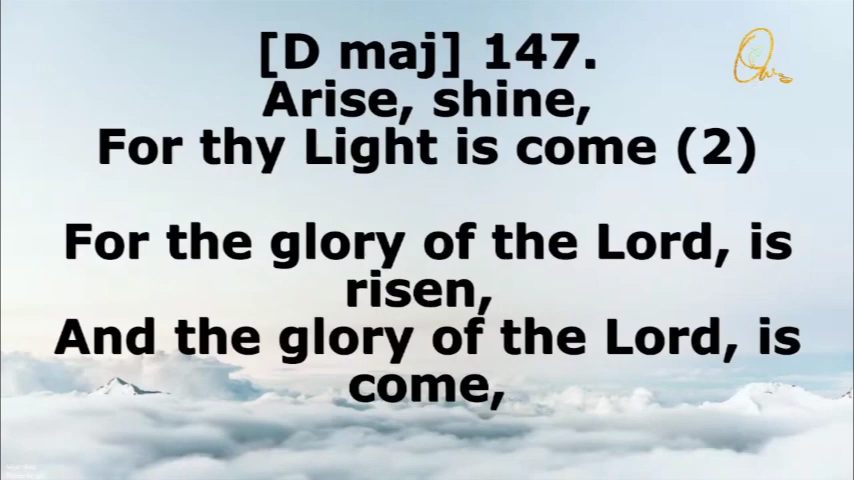 [D maj] 147.
Arise, shine,
For thy Light is come (2)
For the glory of the Lord, is
risen,
And the glory of the Lord, is
come,